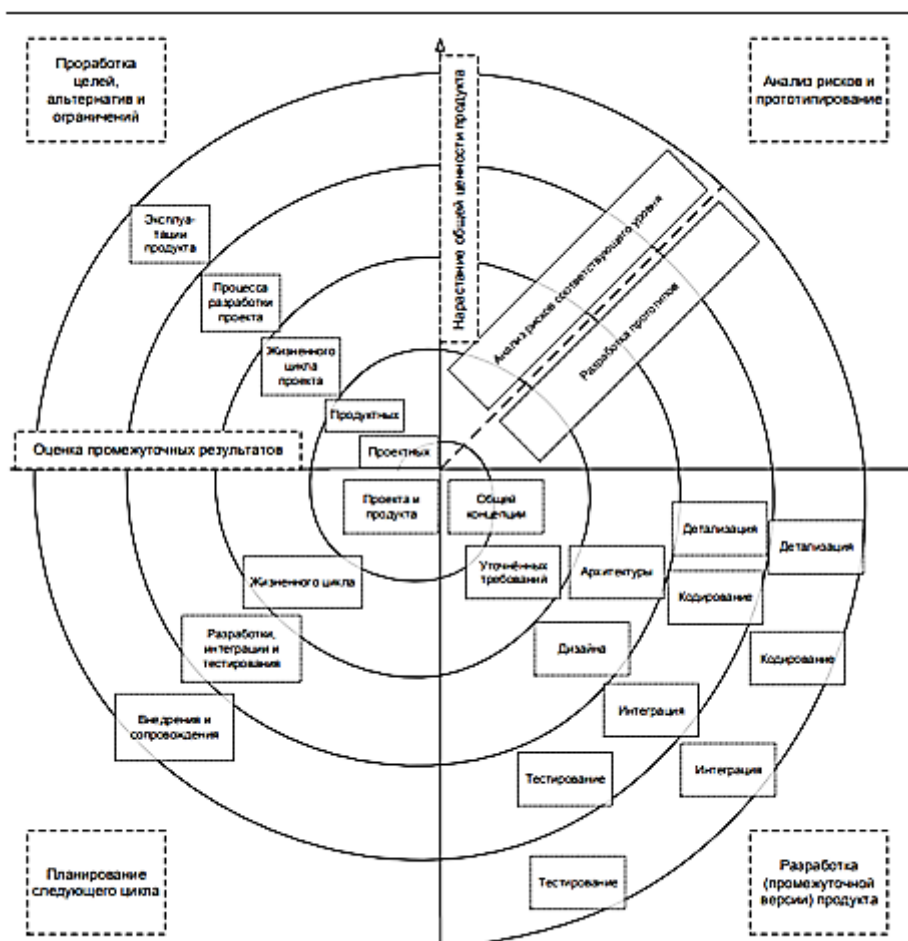 Проработка
целей,
альтернатив и
ограничений
Анализ рисков и
прототипирование
Нарастание общей ценности продукта
Анализ рисков соответствующего уровня
Разработка прототипов
Эксплуа-
тации
продукта
Процесса
разработки
проекта
Жизненного
цикла
проекта
Продуктных
Проектных
Оценка промежуточных результатов
Проекта и
продукта
Общей
концепции
Жизненного цикла
Уточнённых
требований
Архитектуры
Детализация
Детализация
Кодирование
Разработки,
интеграции и
тестирования
Дизайна
Кодирование
Внедрения и
сопровождения
Интеграция
Тестирование
Интеграция
Планирование
следующего цикла
Тестирование
Разработка
(промежуточной
версии) продукта